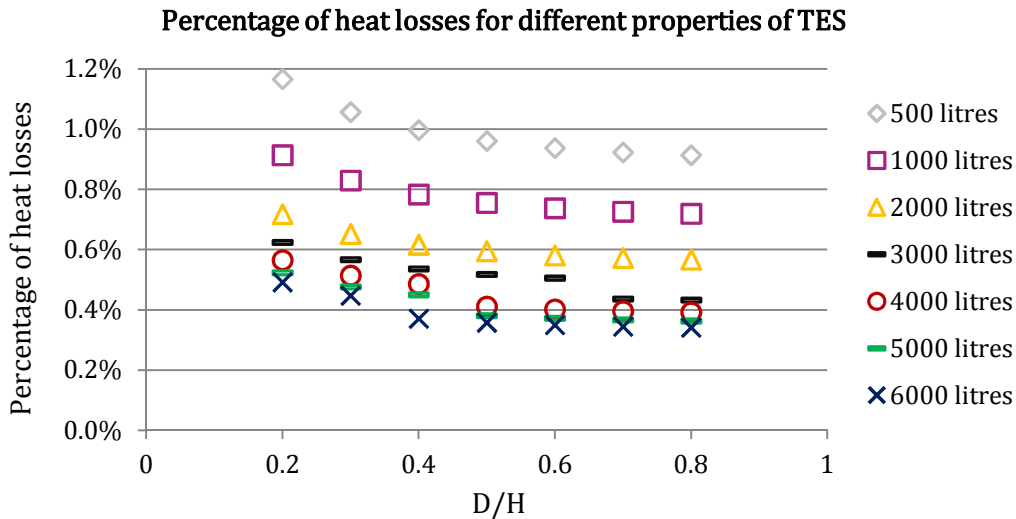 Percentage of heat losses for different properties of TES
1.2%
1.0%
0.8%
0.6%
0.4%
0.2%
0.0%
Percentage of heat losses
0
0.2
0.4
0.6
0.8
1
D/H
500 litres
1000 litres
2000 litres
3000 litres
4000 litres
5000 litres
6000 litres